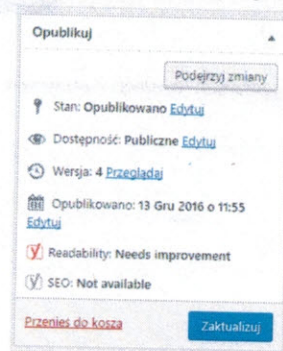 Opublikuj
Podejrzyj zmiany
Stan: Opublikowano Edytuj
Dostępność: Publiczne Edytuj
Wersja: 4 Przeglądaj
Opublikowano: 13 Gru 2016 o 11:55
Edytuj
Readability: Needs improvement
SEO: Not available
Przenieś do kosza
Zaktualizuj